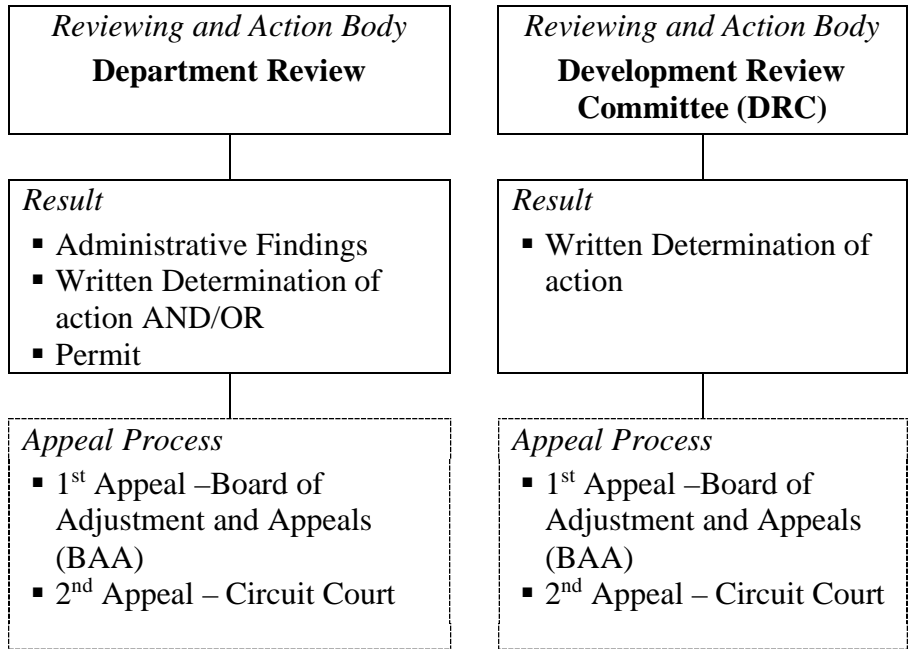 Reviewing and Action Body
Department Review
Result
▪ Administrative Findings
▪ Written Determination of
action AND/OR
▪ Permit
Appeal Process
▪ 1st Appeal –Board of
Adjustment and Appeals
(BAA)
▪ 2nd Appeal – Circuit Court
Reviewing and Action Body
Development Review
Committee (DRC)
Result
▪ Written Determination of
action
Appeal Process
▪ 1st Appeal –Board of
Adjustment and Appeals
(BAA)
▪ 2nd Appeal – Circuit Court